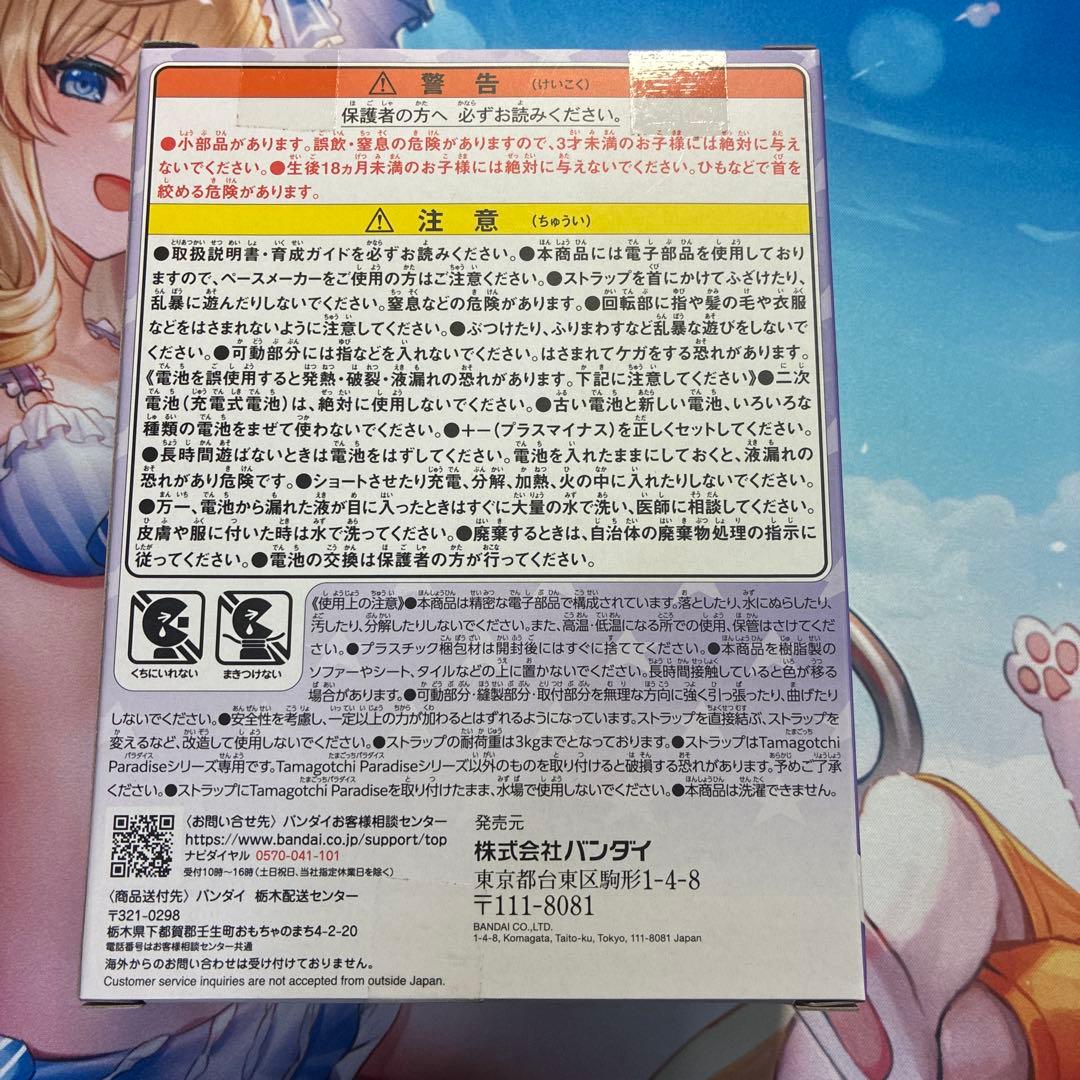 ⚠ 警告 (けいこく)
保護者の方へ 必ずお読みください。
●小部品があります。誤飲・窒息の危険がありますので、3才未満のお子様には絶対に与え
ないでください。●生後18ヵ月未満のお子様には絶対に与えないでください。ひもなどで首を
絞める危険があります。
⚠ 注意 (ちゅうい)
●取扱説明書・育成ガイドを必ずお読みください。●本商品には電子部品を使用しており
ますので、ペースメーカーをご使用の方はご注意ください。●ストラップを首にかけてふざけたり、
乱暴に遊んだりしないでください。窒息などの危険があります。●回転部に指や髪の毛や衣服
などをはさまれないように注意してください。●ぶつけたり、ふりまわすなど乱暴な遊びをしないで
ください。●可動部分には指などを入れないでください。はさまれてケガをする恐れがあります。
《電池を誤使用すると発熱・破裂・液漏れの恐れがあります。下記に注意してください》●二次
電池(充電式電池)は、絶対に使用しないでください。●古い電池と新しい電池、いろいろな
種類の電池をまぜて使わないでください。●+-(プラスマイナス)を正しくセットしてください。
●長時間遊ばないときは電池をはずしてください。電池を入れたままにしておくと、液漏れの
恐れがあり危険です。●ショートさせたり充電、分解、加熱、火の中に入れたりしないでください。
●万一、電池から漏れた液が目に入ったときはすぐに大量の水で洗い、医師に相談してください。
皮膚や服に付いた時は水で洗ってください。●廃棄するときは、自治体の廃棄物処理の指示に
従ってください。●電池の交換は保護者の方が行ってください。
くちにいれない
まきつけない
《使用上の注意》●本商品は精密な電子部品で構成されています。落としたり、水にぬらしたり、
汚したり、分解したりしないでください。また、高温・低温になる所での使用、保管はさけてくだ
さい。●プラスチック梱包材は開封後にはすぐに捨ててください。●本商品を樹脂製の
ソファーやシート、タイルなどの上に置かないでください。長時間接触していると色が移る
場合があります。●可動部分・縫製部分・取付部分を無理な方向に強く引っ張ったり、曲げたり
しないでください。●安全性を考慮し、一定以上の力が加わるとはずれるようになっています。ストラップを直接結ぶ、ストラップを
変えるなど、改造して使用しないでください。●ストラップの耐荷重は3kgまでとなっております。●ストラップはTamagotchi
Paradiseシリーズ専用です。Tamagotchi Paradiseシリーズ以外のものを取り付けると破損する恐れがあります。予めご了承
ください。●ストラップにTamagotchi Paradiseを取り付けたまま、水場で使用しないでください。●本商品は洗濯できません。
〈お問い合せ先〉バンダイお客様相談センター
https://www.bandai.co.jp/support/top
ナビダイヤル 0570-041-101
受付10時〜16時(土日祝日、当社指定休業日を除く)
〈商品送付先〉バンダイ 栃木配送センター
〒321-0298
栃木県下都賀郡壬生町おもちゃのまち4-2-20
電話番号はお客様相談センター共通
海外からのお問い合わせは受け付けておりません。
Customer service inquiries are not accepted from outside Japan.
発売元
株式会社バンダイ
東京都台東区駒形1-4-8
〒111-8081
BANDAI CO.,LTD.
1-4-8, Komagata, Taito-ku, Tokyo, 111-8081 Japan